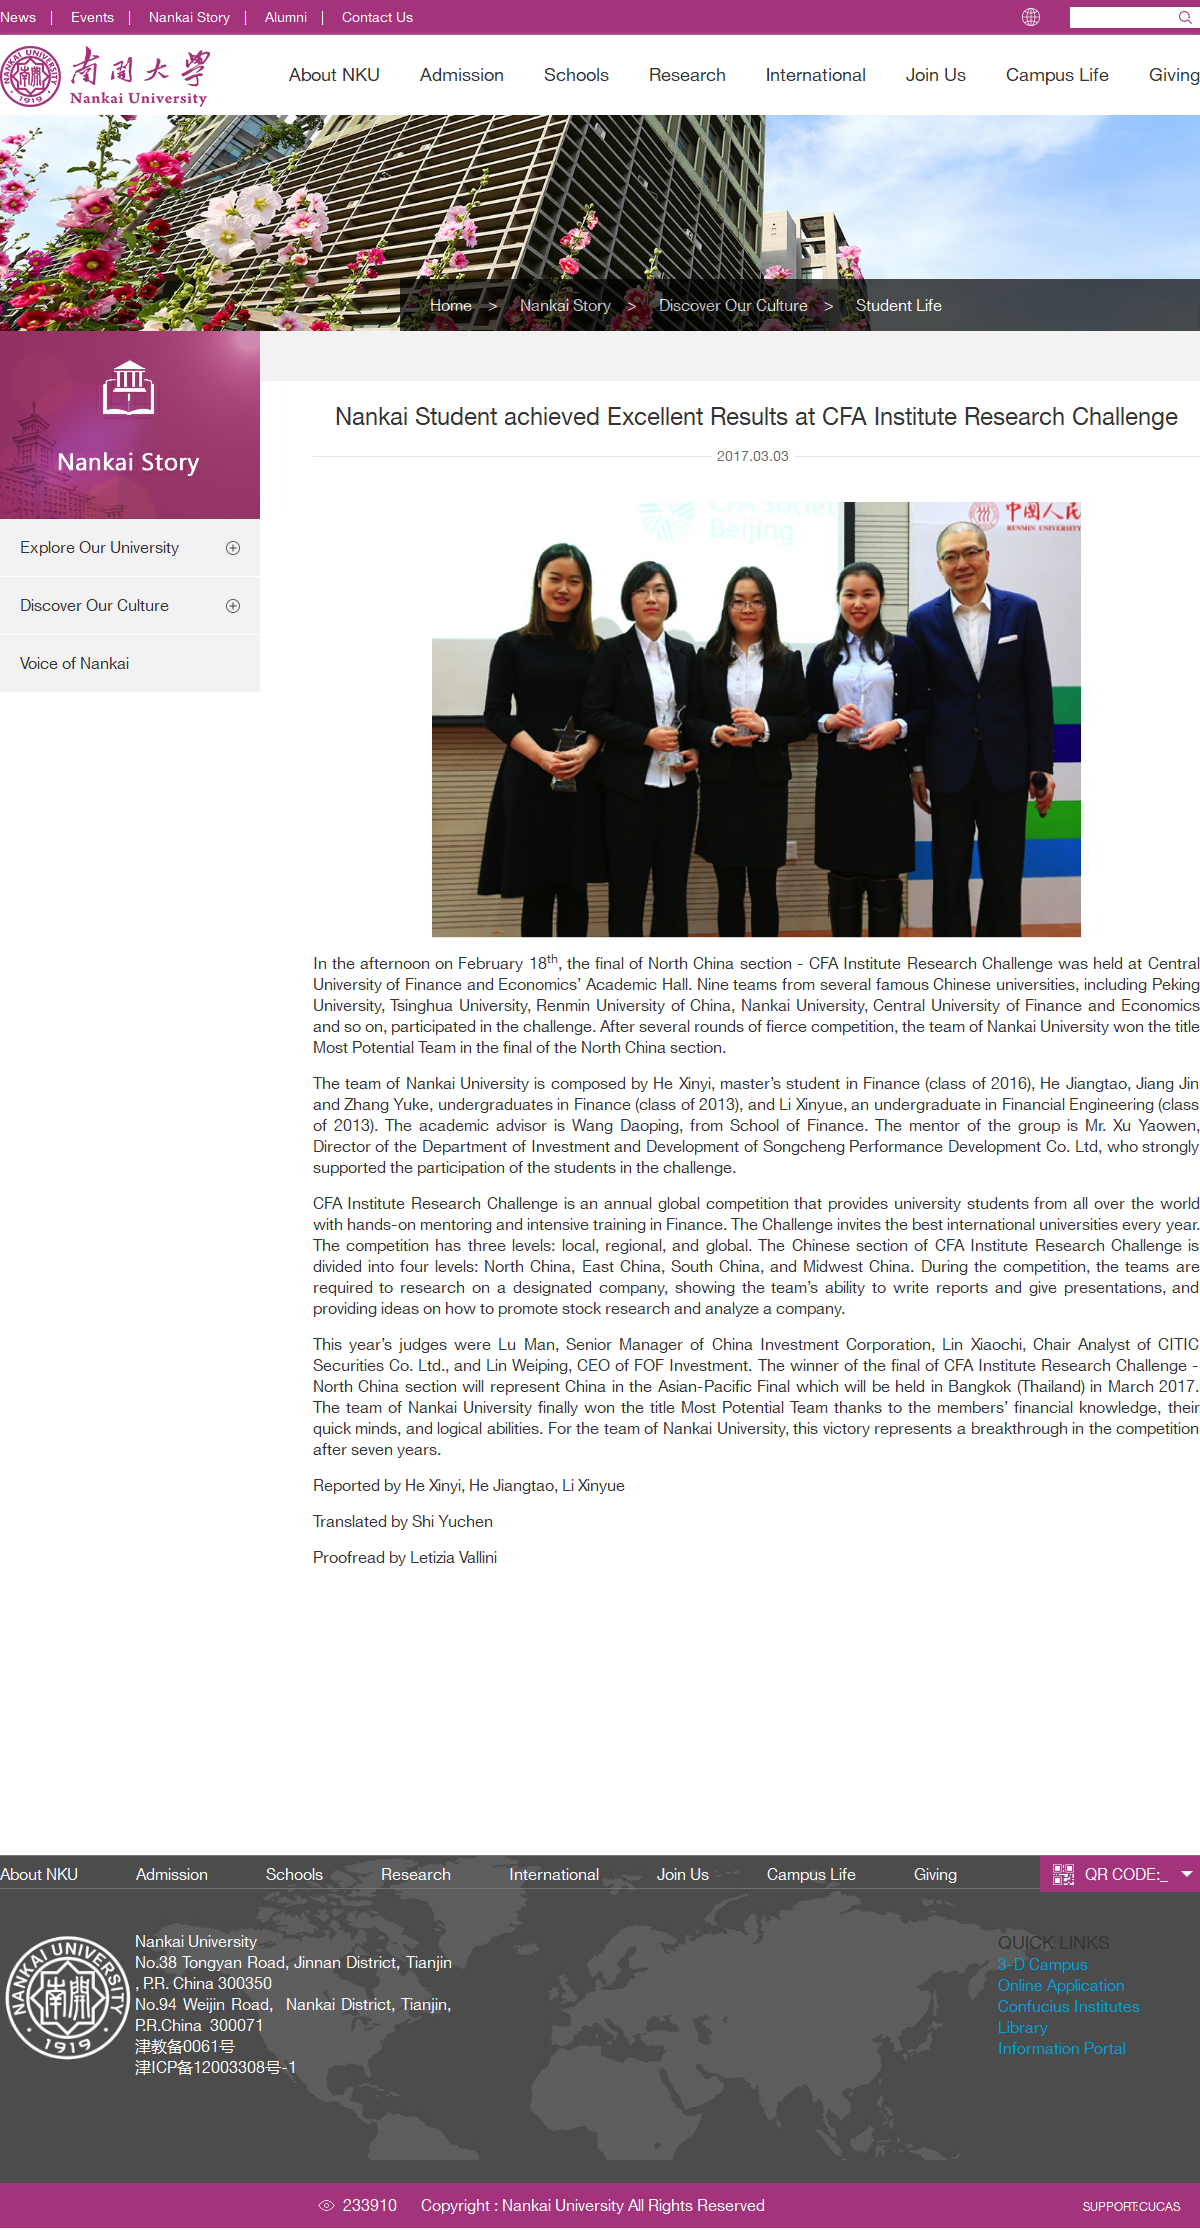 News | Events | Nankai Story | Alumni | Contact Us
NANKAI UNIVERSITY
1919
南開大學
Nankai University
About NKU Admission Schools Research International Join Us Campus Life Giving
Home > Nankai Story > Discover Our Culture > Student Life
Nankai Story
Explore Our University
Discover Our Culture
Voice of Nankai
Nankai Student achieved Excellent Results at CFA Institute Research Challenge
2017.03.03
CFA Societ
Beijing
中国人民
RENMIN UNIVERSITY
In the afternoon on February 18th, the final of North China section - CFA Institute Research Challenge was held at Central
University of Finance and Economics’ Academic Hall. Nine teams from several famous Chinese universities, including Peking
University, Tsinghua University, Renmin University of China, Nankai University, Central University of Finance and Economics
and so on, participated in the challenge. After several rounds of fierce competition, the team of Nankai University won the title
Most Potential Team in the final of the North China section.
The team of Nankai University is composed by He Xinyi, master’s student in Finance (class of 2016), He Jiangtao, Jiang Jin
and Zhang Yuke, undergraduates in Finance (class of 2013), and Li Xinyue, an undergraduate in Financial Engineering (class
of 2013). The academic advisor is Wang Daoping, from School of Finance. The mentor of the group is Mr. Xu Yaowen,
Director of the Department of Investment and Development of Songcheng Performance Development Co. Ltd, who strongly
supported the participation of the students in the challenge.
CFA Institute Research Challenge is an annual global competition that provides university students from all over the world
with hands-on mentoring and intensive training in Finance. The Challenge invites the best international universities every year.
The competition has three levels: local, regional, and global. The Chinese section of CFA Institute Research Challenge is
divided into four levels: North China, East China, South China, and Midwest China. During the competition, the teams are
required to research on a designated company, showing the team’s ability to write reports and give presentations, and
providing ideas on how to promote stock research and analyze a company.
This year’s judges were Lu Man, Senior Manager of China Investment Corporation, Lin Xiaochi, Chair Analyst of CITIC
Securities Co. Ltd., and Lin Weiping, CEO of FOF Investment. The winner of the final of CFA Institute Research Challenge -
North China section will represent China in the Asian-Pacific Final which will be held in Bangkok (Thailand) in March 2017.
The team of Nankai University finally won the title Most Potential Team thanks to the members’ financial knowledge, their
quick minds, and logical abilities. For the team of Nankai University, this victory represents a breakthrough in the competition
after seven years.
Reported by He Xinyi, He Jiangtao, Li Xinyue
Translated by Shi Yuchen
Proofread by Letizia Vallini
About NKU Admission Schools Research International Join Us Campus Life Giving QR CODE:_
NANKAI UNIVERSITY
1919
Nankai University
No.38 Tongyan Road, Jinnan District, Tianjin
, P.R. China 300350
No.94 Weijin Road, Nankai District, Tianjin,
P.R.China 300071
津教备0061号
津ICP备12003308号-1
QUICK LINKS
3-D Campus
Online Application
Confucius Institutes
Library
Information Portal
233910 Copyright : Nankai University All Rights Reserved SUPPORT:CUCAS